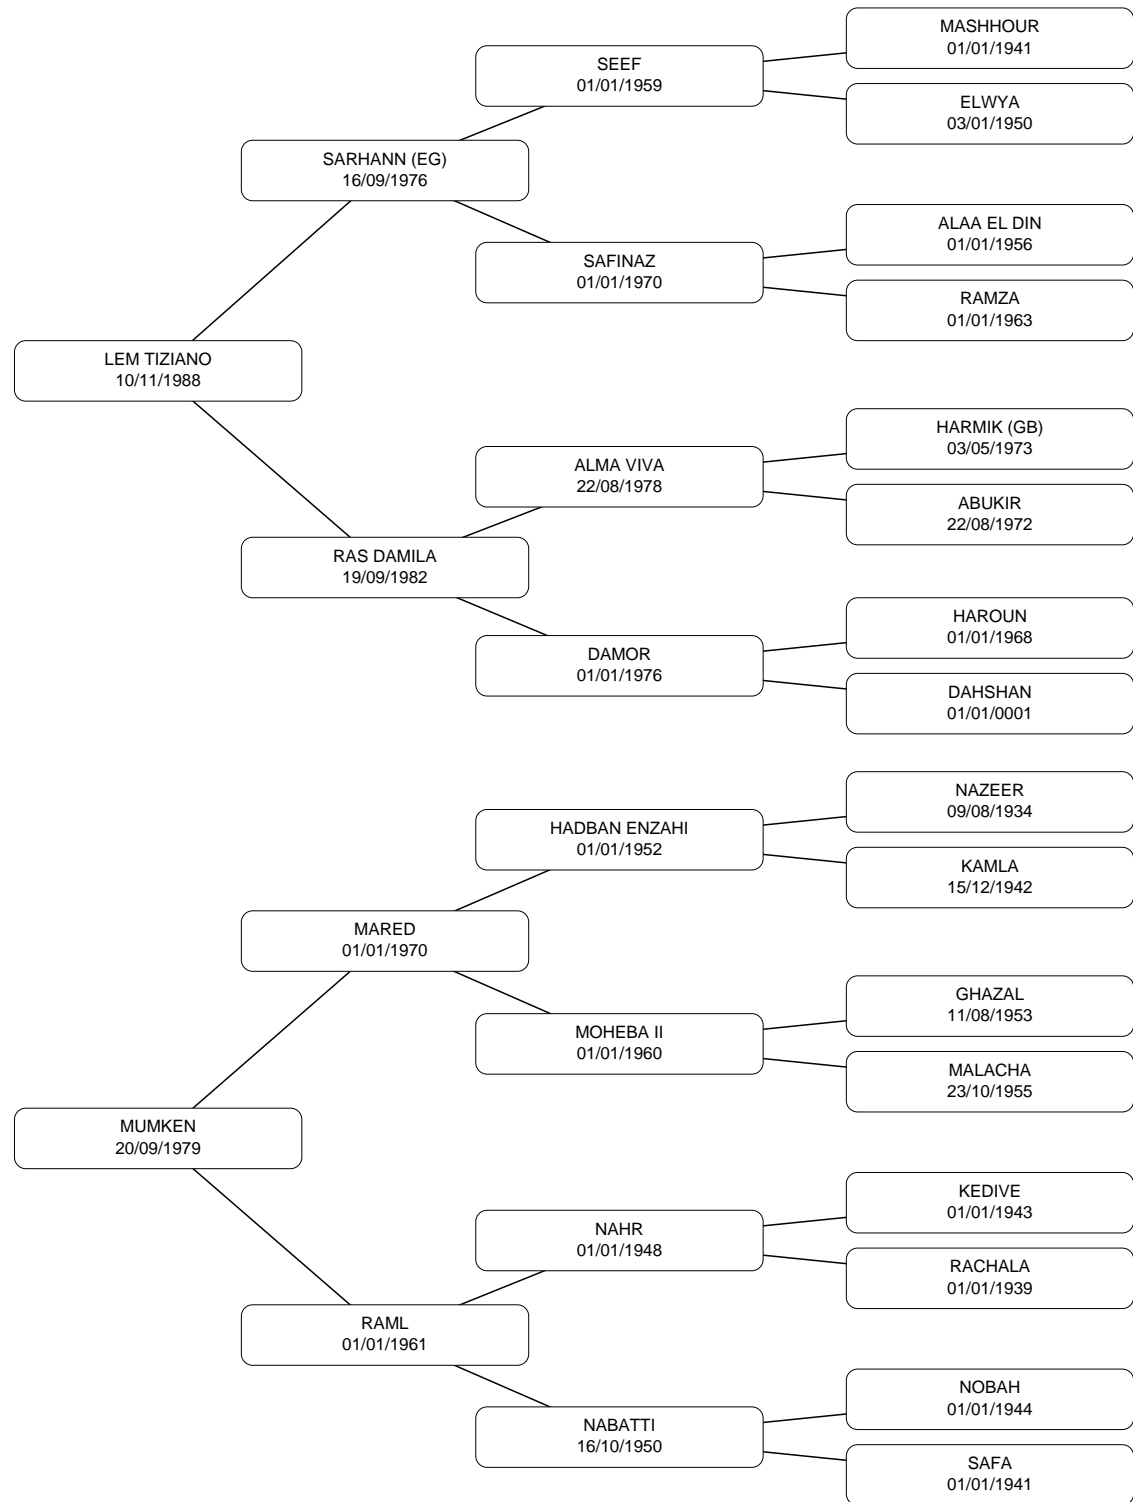 MASHHOUR
01/01/1941
SEEF
01/01/1959
ELWYA
03/01/1950
SARHANN (EG)
16/09/1976
ALAA EL DIN
01/01/1956
SAFINAZ
01/01/1970
RAMZA
01/01/1963
LEM TIZIANO
10/11/1988
HARMIK (GB)
03/05/1973
ALMA VIVA
22/08/1978
ABUKIR
22/08/1972
RAS DAMILA
19/09/1982
HAROUN
01/01/1968
DAMOR
01/01/1976
DAHSHAN
01/01/0001
NAZEER
09/08/1934
HADBAN ENZAHI
01/01/1952
KAMLA
15/12/1942
MARED
01/01/1970
GHAZAL
11/08/1953
MOHEBA II
01/01/1960
MALACHA
23/10/1955
MUMKEN
20/09/1979
KEDIVE
01/01/1943
NAHR
01/01/1948
RACHALA
01/01/1939
RAML
01/01/1961
NOBAH
01/01/1944
NABATTI
16/10/1950
SAFA
01/01/1941